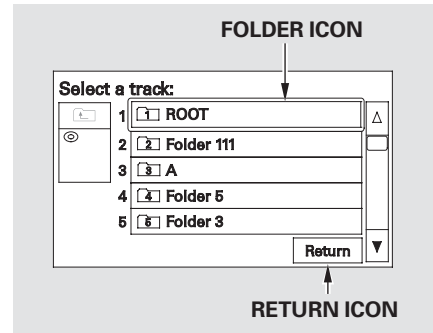 FOLDER ICON
Select a track:
1 1 ROOT
2 2 Folder 111
3 3 A
4 4 Folder 5
5 5 Folder 3
Return
RETURN ICON